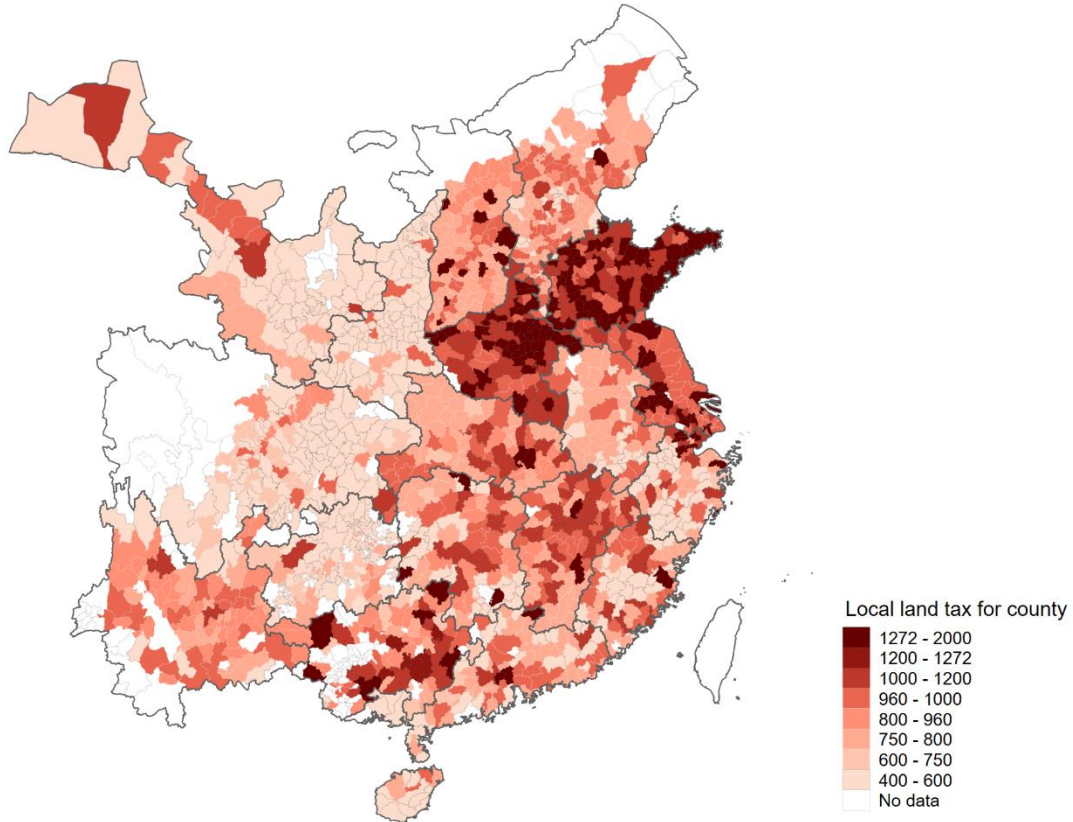 Local land tax for county
1272 - 2000
1200 - 1272
1000 - 1200
960 - 1000
800 - 960
750 - 800
600 - 750
400 - 600
No data